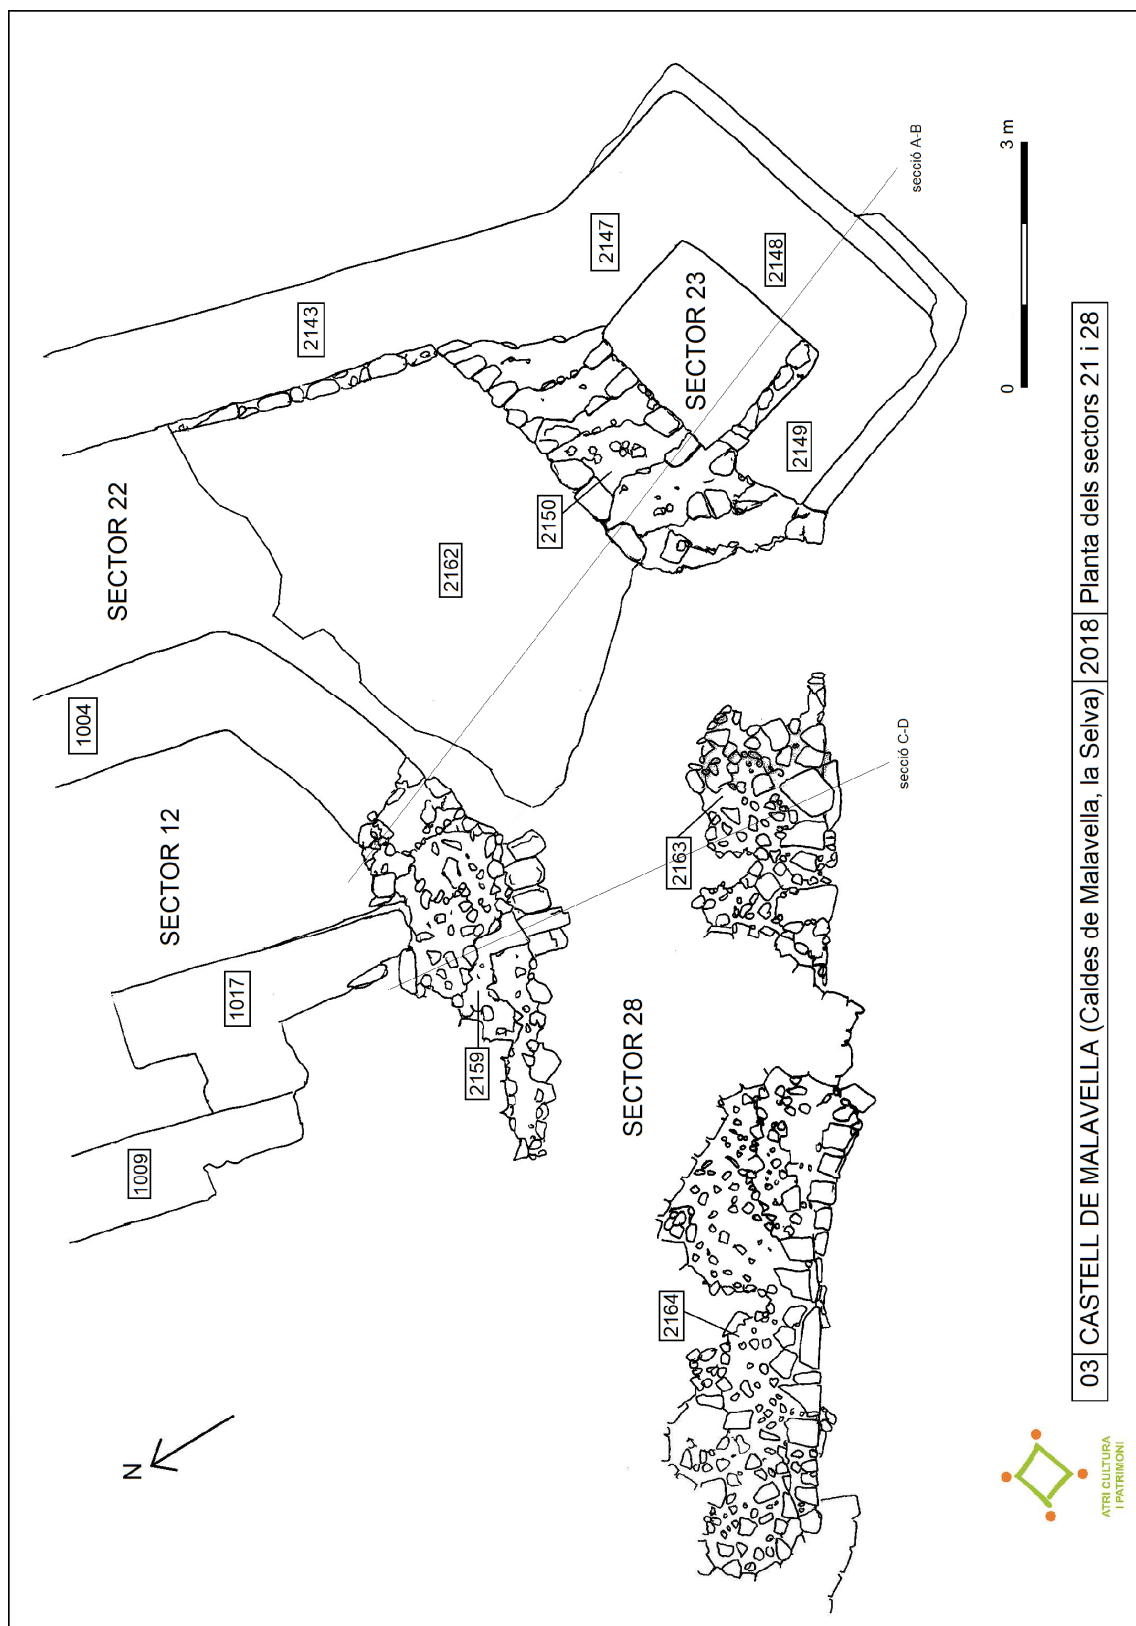 N
1009
1017
SECTOR 12
1004
SECTOR 22
2143
2147
2148
SECTOR 23
secció A-B
2149
2150
2162
2159
SECTOR 28
2163
secció C-D
2164
0
3 m
03
CASTELL DE MALAVELLA (Caldes de Malavella, la Selva)
2018
Planta dels sectors 21 i 28
ATRI CULTURA
I PATRIMONI